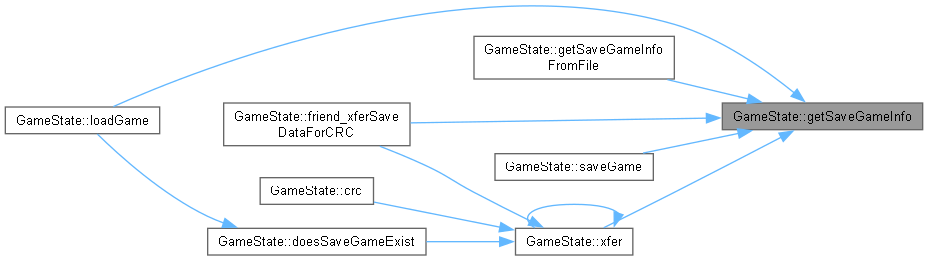 GameState::getSaveGameInfo
FromFile
GameState::loadGame
GameState::friend_xferSave
DataForCRC
GameState::getSaveGameInfo
GameState::saveGame
GameState::crc
GameState::doesSaveGameExist
GameState::xfer